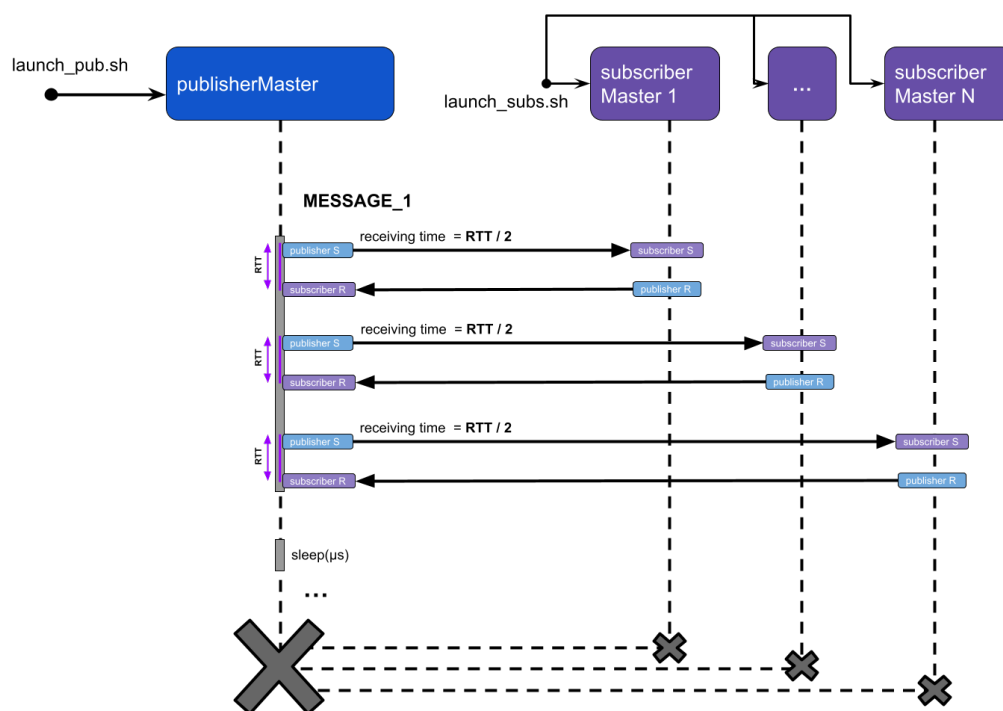 launch_pub.sh
publisherMaster
launch_subs.sh
subscriber
Master 1
...
subscriber
Master N
MESSAGE_1
receiving time = RTT / 2
publisher S
subscriber S
RTT
subscriber R
publisher R
receiving time = RTT / 2
publisher S
subscriber S
RTT
subscriber R
publisher R
receiving time = RTT / 2
publisher S
subscriber S
RTT
subscriber R
publisher R
sleep(μs)
...